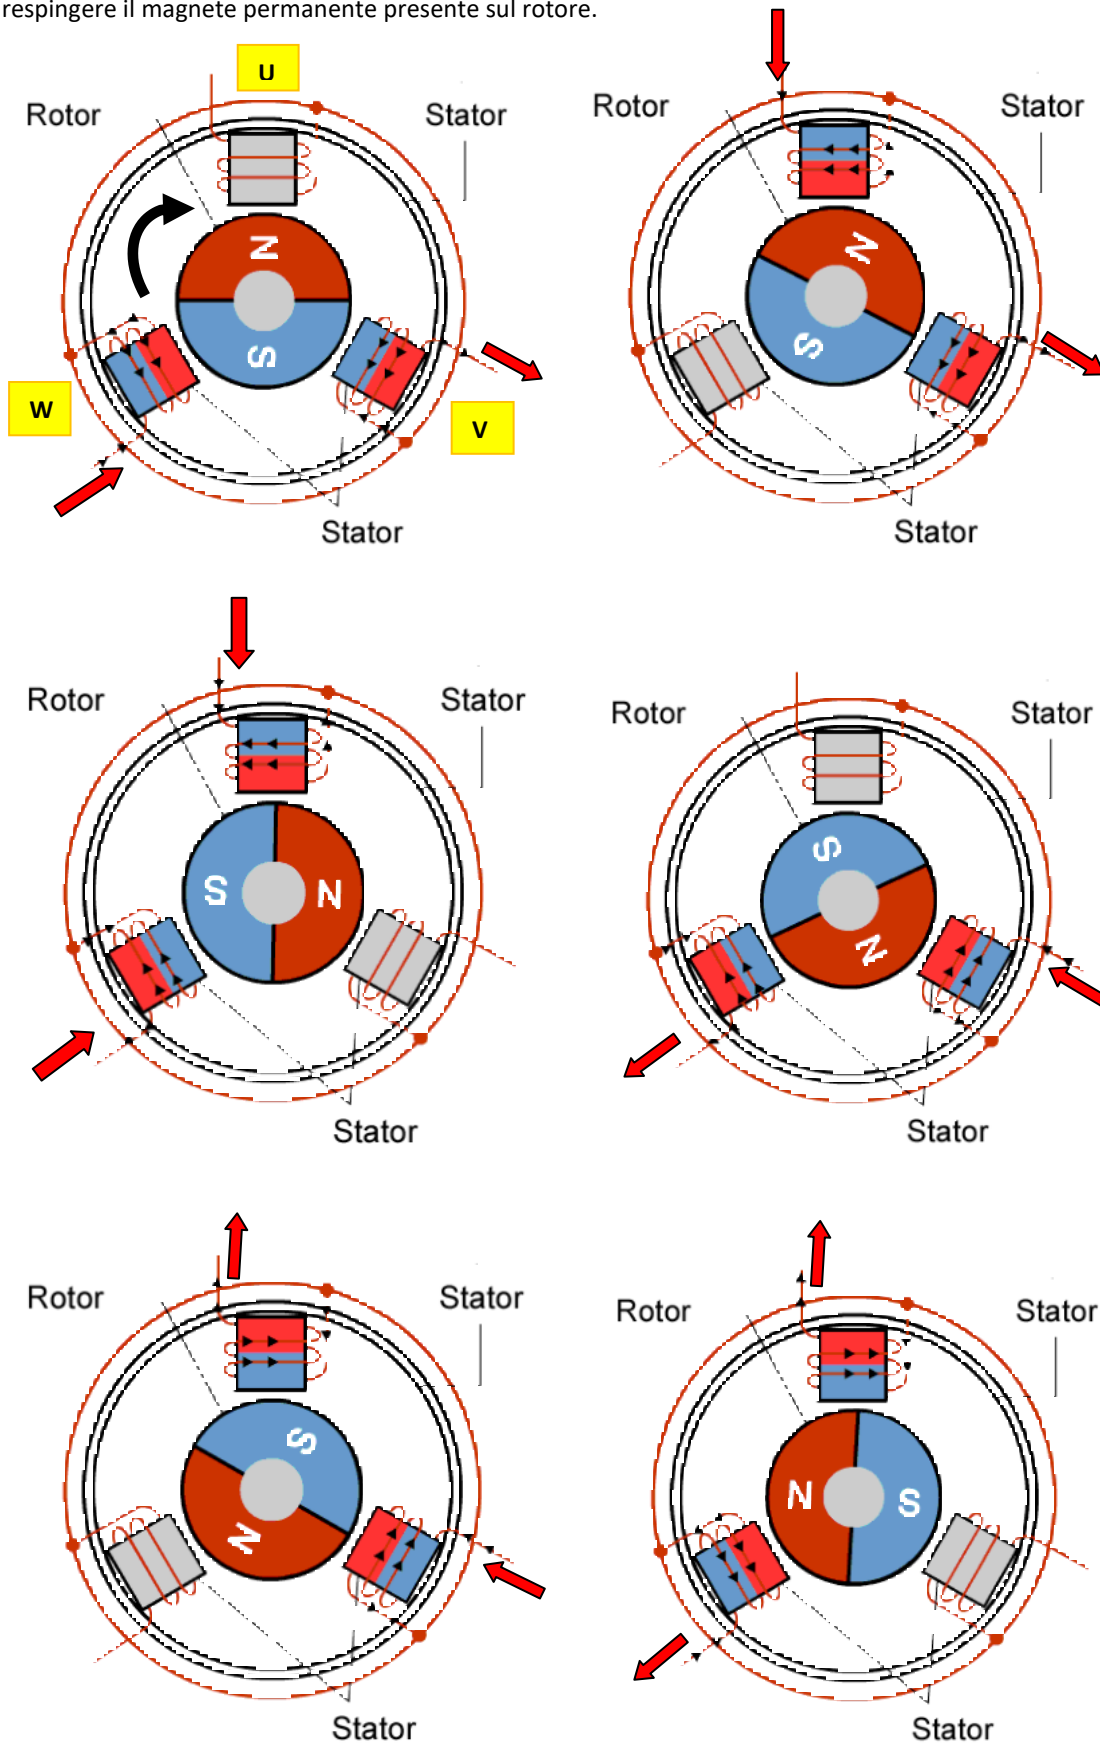 respingere il magnete permanente presente sul rotore.
U
Rotor
Stator
N
S
W
V
Stator
Rotor
Stator
N
S
Stator
Rotor
Stator
S
N
Stator
Rotor
Stator
S
N
Stator
Rotor
Stator
S
N
Stator
Rotor
Stator
N
S
Stator